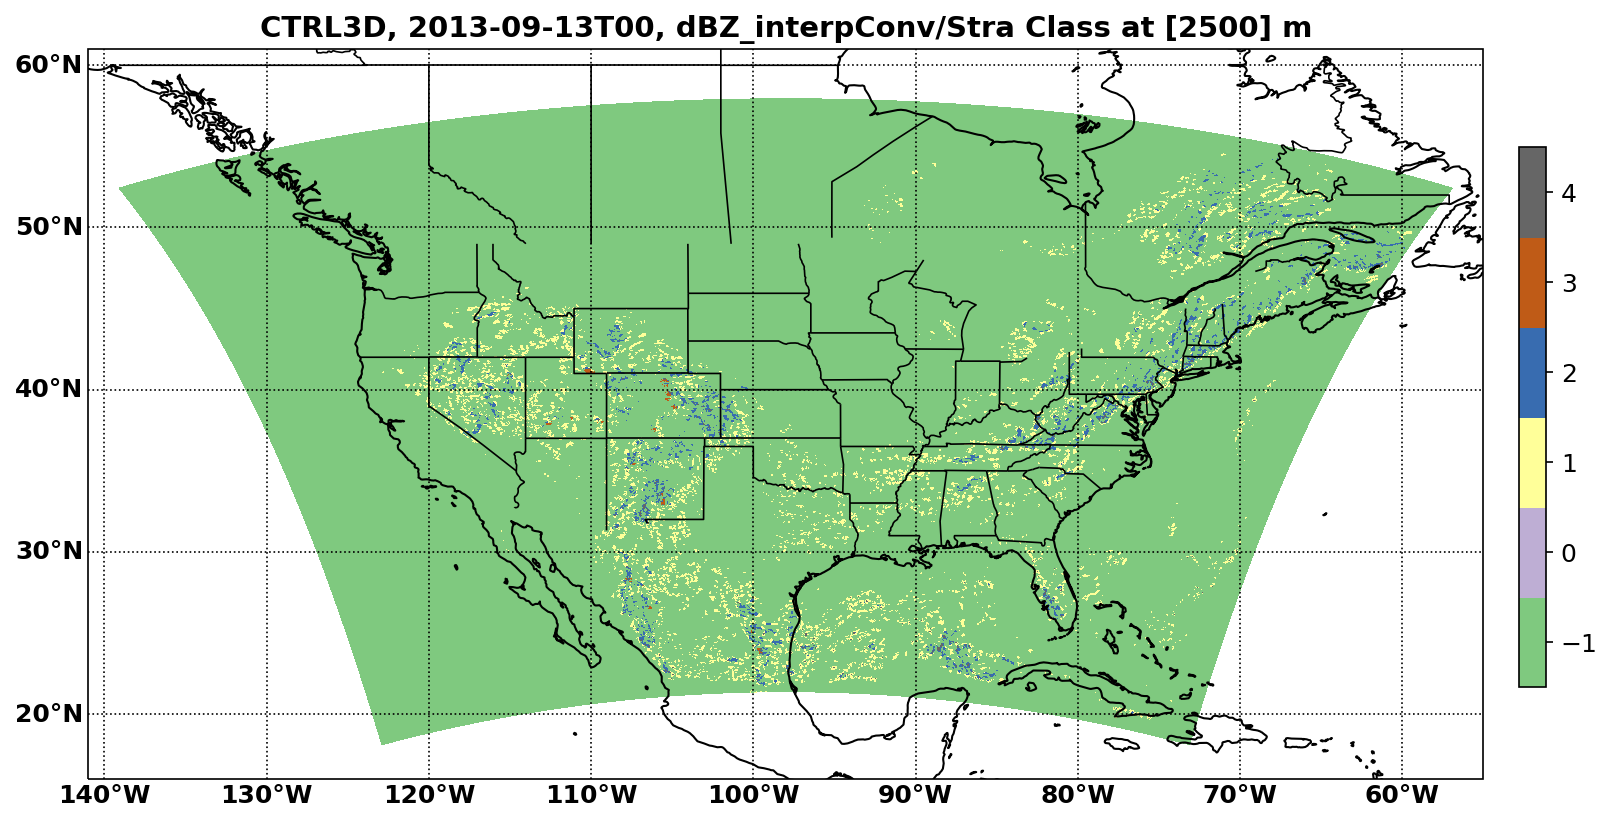 CTRL3D, 2013-09-13T00, dBZ_interpConv/Stra Class at [2500] m
60°N
50°N
40°N
30°N
20°N
140°W 130°W 120°W 110°W 100°W 90°W 80°W 70°W 60°W
4
3
2
1
0
−1